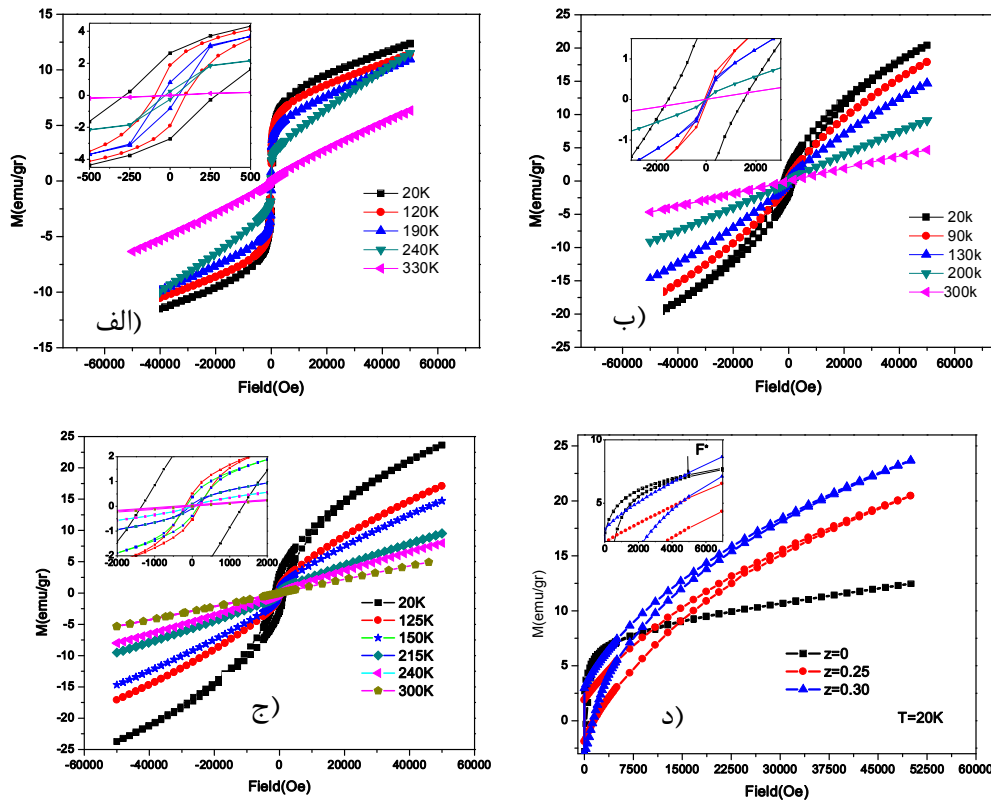 15
10
5
0
-5
-10
-15
M(emu/gr)
4
2
0
-2
-4
-500 -250 0 250 500
20K
120K
190K
240K
330K
الف)
-60000 -40000 -20000 0 20000 40000 60000
Field(Oe)
25
20
15
10
5
0
-5
-10
-15
-20
-25
M(emu/gr)
1
0
-1
-2000 0 2000
20k
90k
130k
200k
300k
ب)
-60000 -40000 -20000 0 20000 40000 60000
Field(Oe)
25
20
15
10
5
0
-5
-10
-15
-20
-25
M(emu/gr)
2
1
0
-1
2
-2000 -1000 0 1000 2000
20K
125K
150K
215K
240K
300K
ج)
-60000 -40000 -20000 0 20000 40000
Field(Oe)
25
20
15
10
5
0
M(emu/gr)
10
5
F*
0 2000 4000 6000
z=0
z=0.25
z=0.30
T=20K
د)
0 7500 15000 22500 30000 37500 45000 52500 60000
Field(Oe)